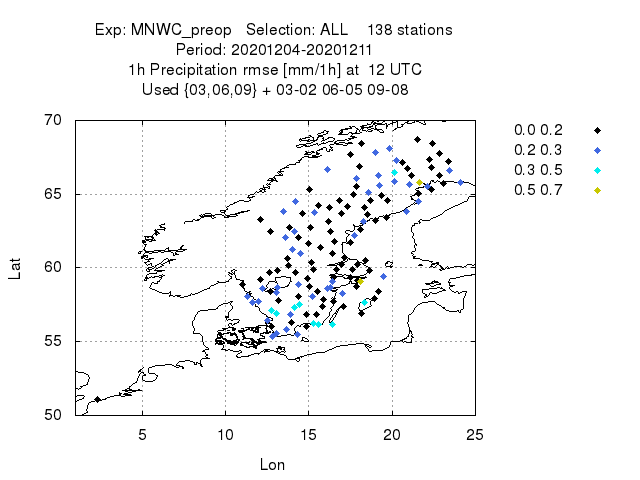 Exp: MNWC_preop   Selection: ALL    138 stations
Period: 20201204-20201211
1h Precipitation rmse [mm/1h] at  12 UTC
Used {03,06,09} + 03-02 06-05 09-08
70
65
60
55
50
Lat
5
10
15
20
25
Lon
0.0 0.2
0.2 0.3
0.3 0.5
0.5 0.7